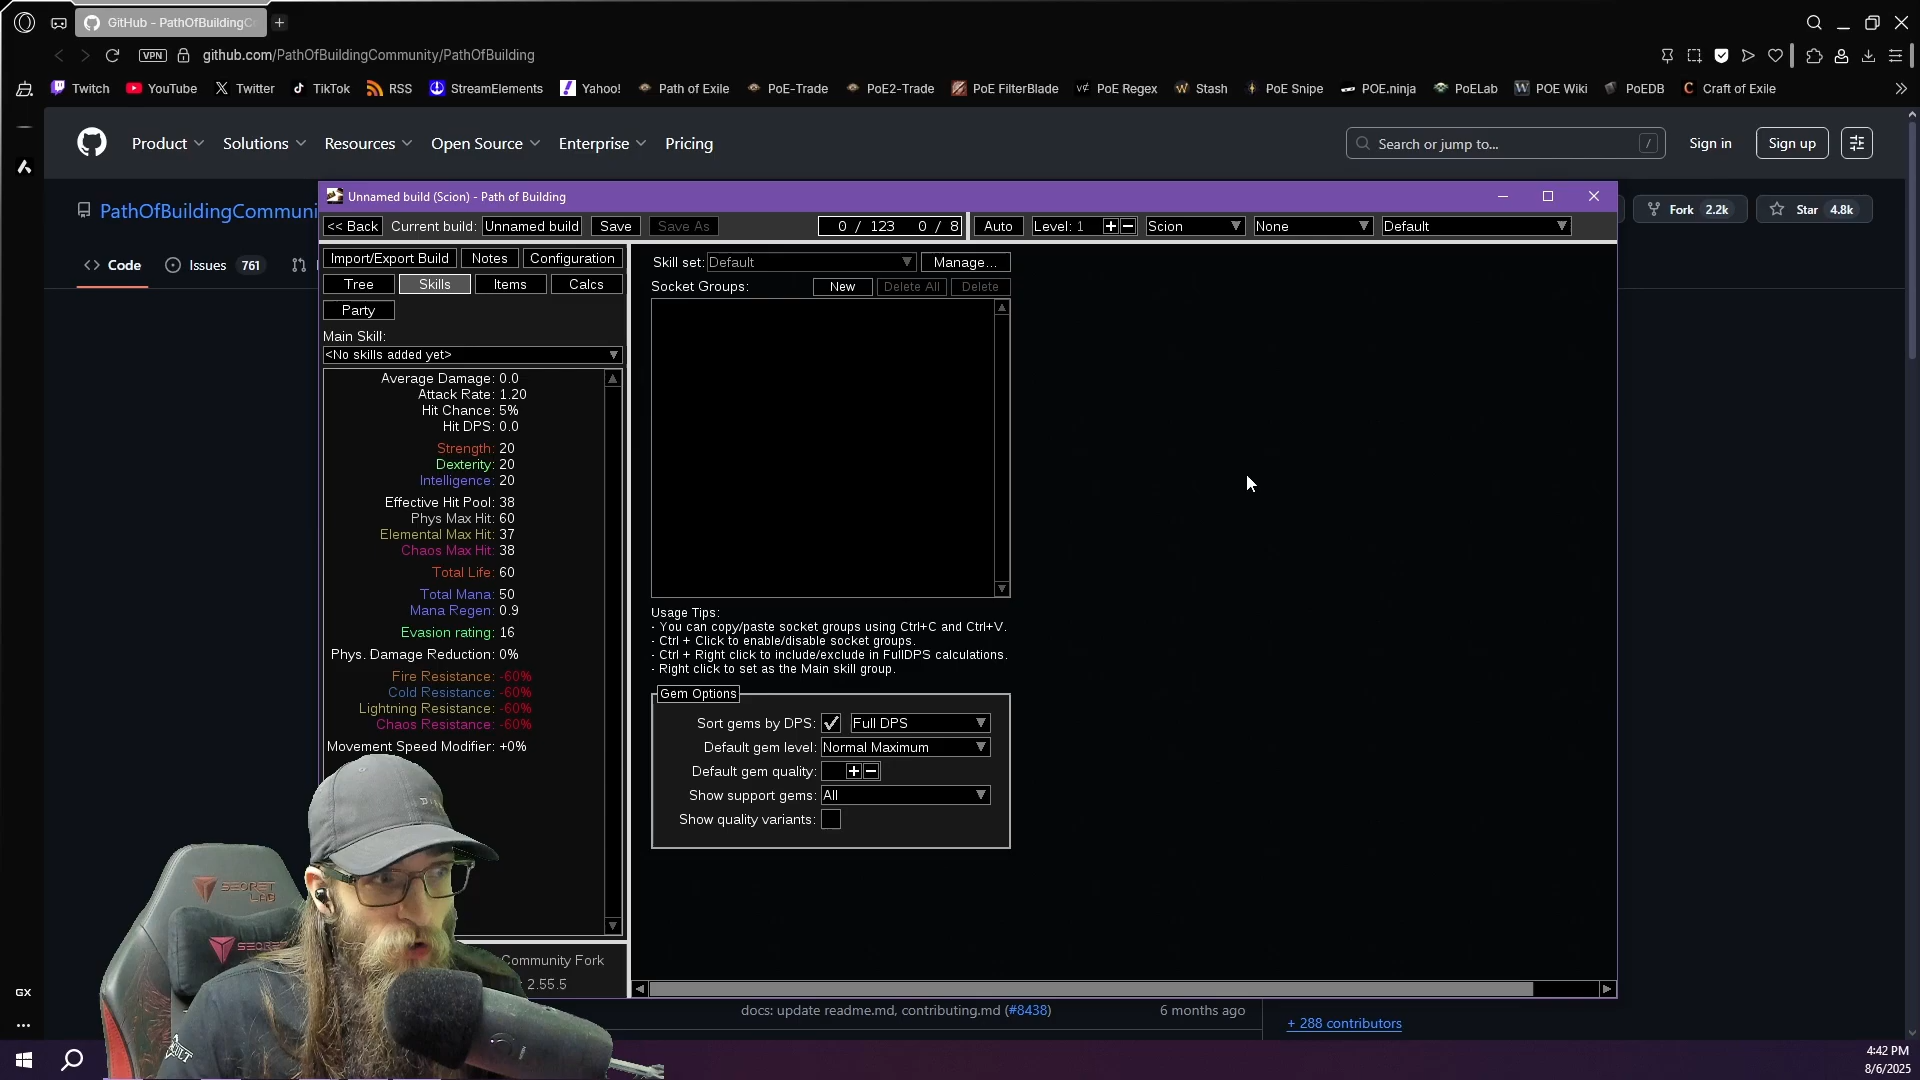 GitHub - PathOfBuildingC
VPN
github.com/PathOfBuildingCommunity/PathOfBuilding
Twitch
YouTube
Twitter
TikTok
RSS
StreamElements
Yahoo!
Path of Exile
PoE-Trade
PoE2-Trade
PoE FilterBlade
PoE Regex
Stash
PoE Snipe
POE.ninja
PoELab
POE Wiki
PoEDB
Craft of Exile
Product
Solutions
Resources
Open Source
Enterprise
Pricing
Search or jump to...
/
Sign in
Sign up
PathOfBuildingCommuni
Fork 2.2k
Star 4.8k
Code
Issues 761
Unnamed build (Scion) - Path of Building
<< Back
Current build: Unnamed build
Save
Save As
0 / 123 0 / 8
Auto
Level: 1
Scion
None
Default
Import/Export Build
Notes
Configuration
Tree
Skills
Items
Calcs
Party
Main Skill:
<No skills added yet>
Average Damage: 0.0
Attack Rate: 1.20
Hit Chance: 5%
Hit DPS: 0.0
Strength: 20
Dexterity: 20
Intelligence: 20
Effective Hit Pool: 38
Phys Max Hit: 60
Elemental Max Hit: 37
Chaos Max Hit: 38
Total Life: 60
Total Mana: 50
Mana Regen: 0.9
Evasion rating: 16
Phys. Damage Reduction: 0%
Fire Resistance: -60%
Cold Resistance: -60%
Lightning Resistance: -60%
Chaos Resistance: -60%
Movement Speed Modifier: +0%
Community Fork
2.55.5
Skill set: Default
Manage...
Socket Groups:
New
Delete All
Delete
Usage Tips:
- You can copy/paste socket groups using Ctrl+C and Ctrl+V.
- Ctrl + Click to enable/disable socket groups.
- Ctrl + Right click to include/exclude in FullDPS calculations.
- Right click to set as the Main skill group.
Gem Options
Sort gems by DPS: Full DPS
Default gem level: Normal Maximum
Default gem quality:
Show support gems: All
Show quality variants:
docs: update readme.md, contributing.md (#8438)
6 months ago
+ 288 contributors
SECRET
LAB
GX
4:42 PM
8/6/2025